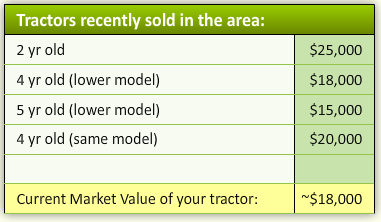 Tractors recently sold in the area:
2 yr old $25,000
4 yr old (lower model) $18,000
5 yr old (lower model) $15,000
4 yr old (same model) $20,000
Current Market Value of your tractor: ~$18,000